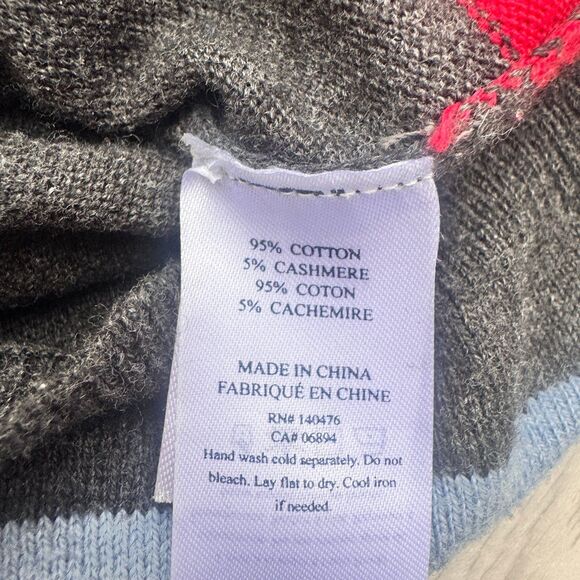 95% COTTON
5% CASHMERE
95% COTON
5% CACHEMIRE
MADE IN CHINA
FABRIQUÉ EN CHINE
RN# 140476
CA# 06894
Hand wash cold separately. Do not
bleach. Lay flat to dry. Cool iron
if needed.